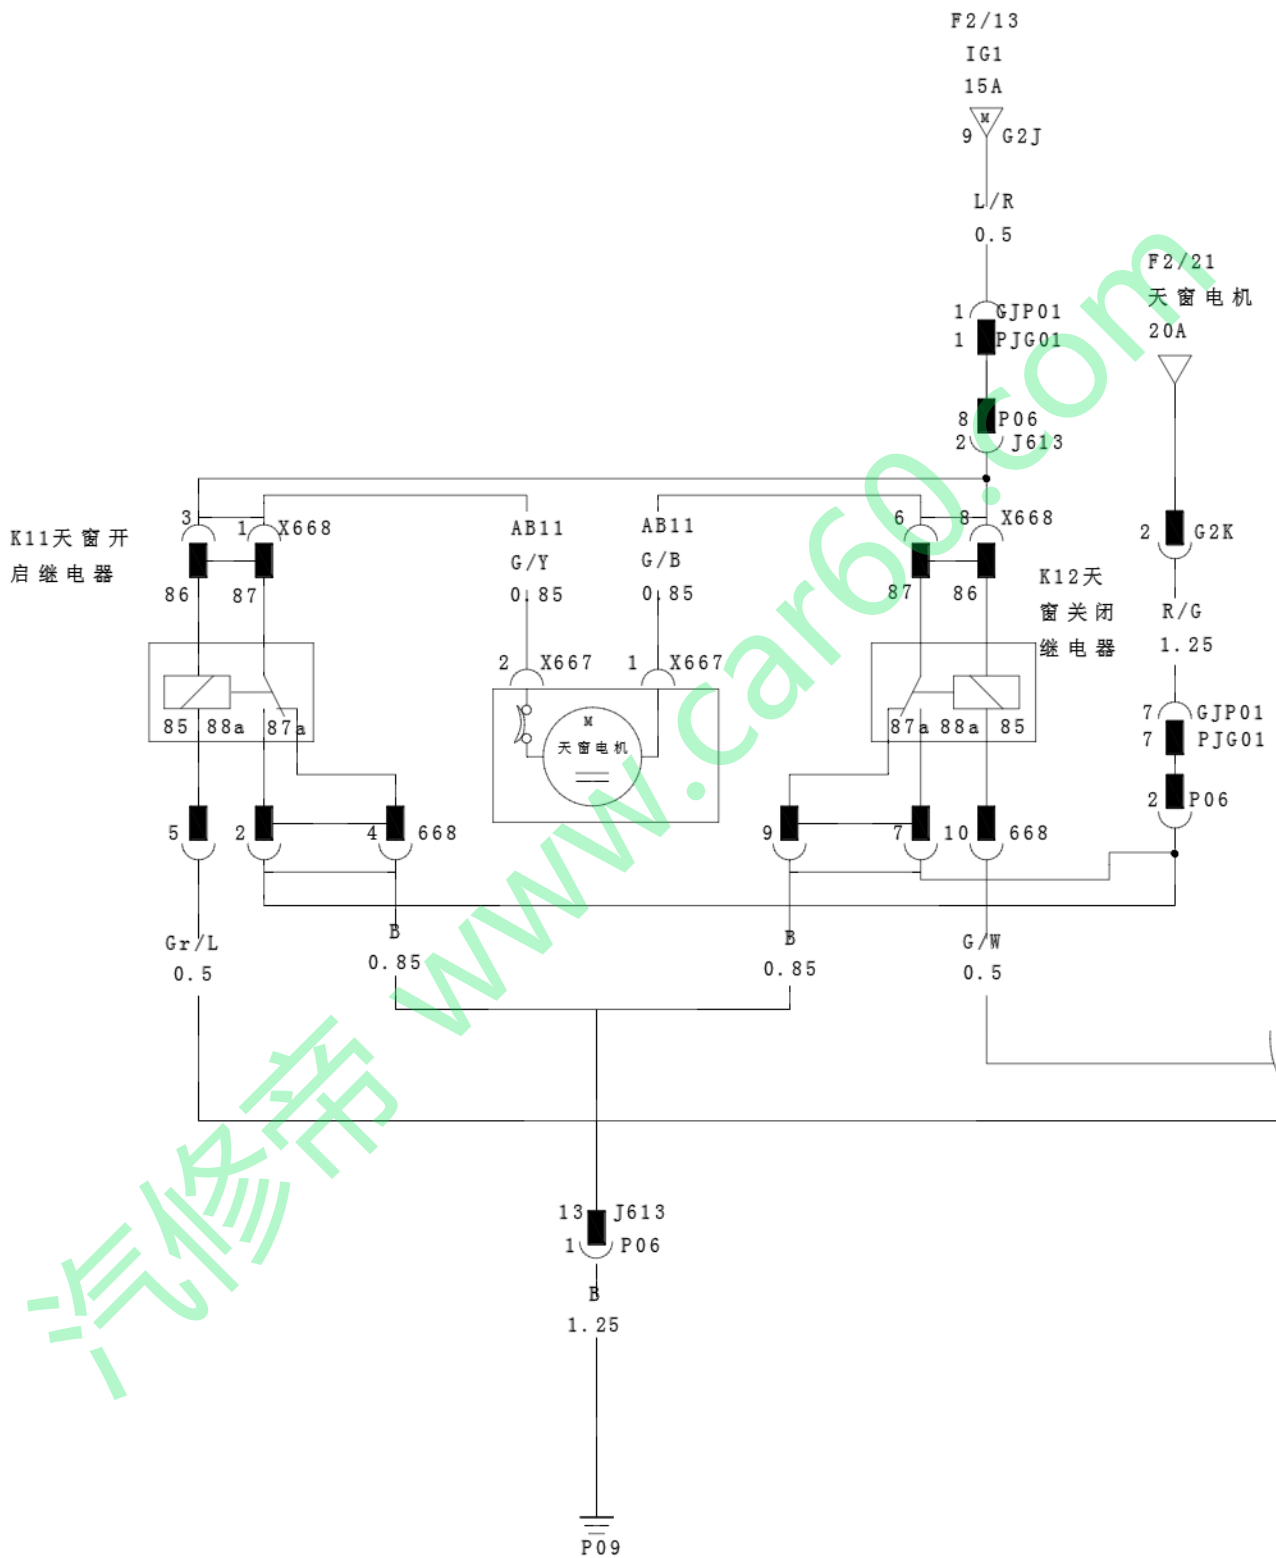 F2/13
IG1
15A
M
9 G2J
L/R
0.5
F2/21
天窗电机
20A
1 GJP01
1 PJG01
8 P06
2 J613
3 1 X668
K11天窗开
启继电器
86 87
AB11
G/Y
0.85
AB11
G/B
0.85
6 8 X668
87 86
K12天
窗关闭
继电器
2 G2K
R/G
1.25
2 X667
1 X667
M
天窗电机
85 88a 87a
87a 88a 85
7 GJP01
7 PJG01
2 P06
5 2 4 668
9 7 10 668
Gr/L
0.5
B
0.85
B
0.85
G/W
0.5
13 J613
1 P06
B
1.25
P09
汽修帝 www.car60.com